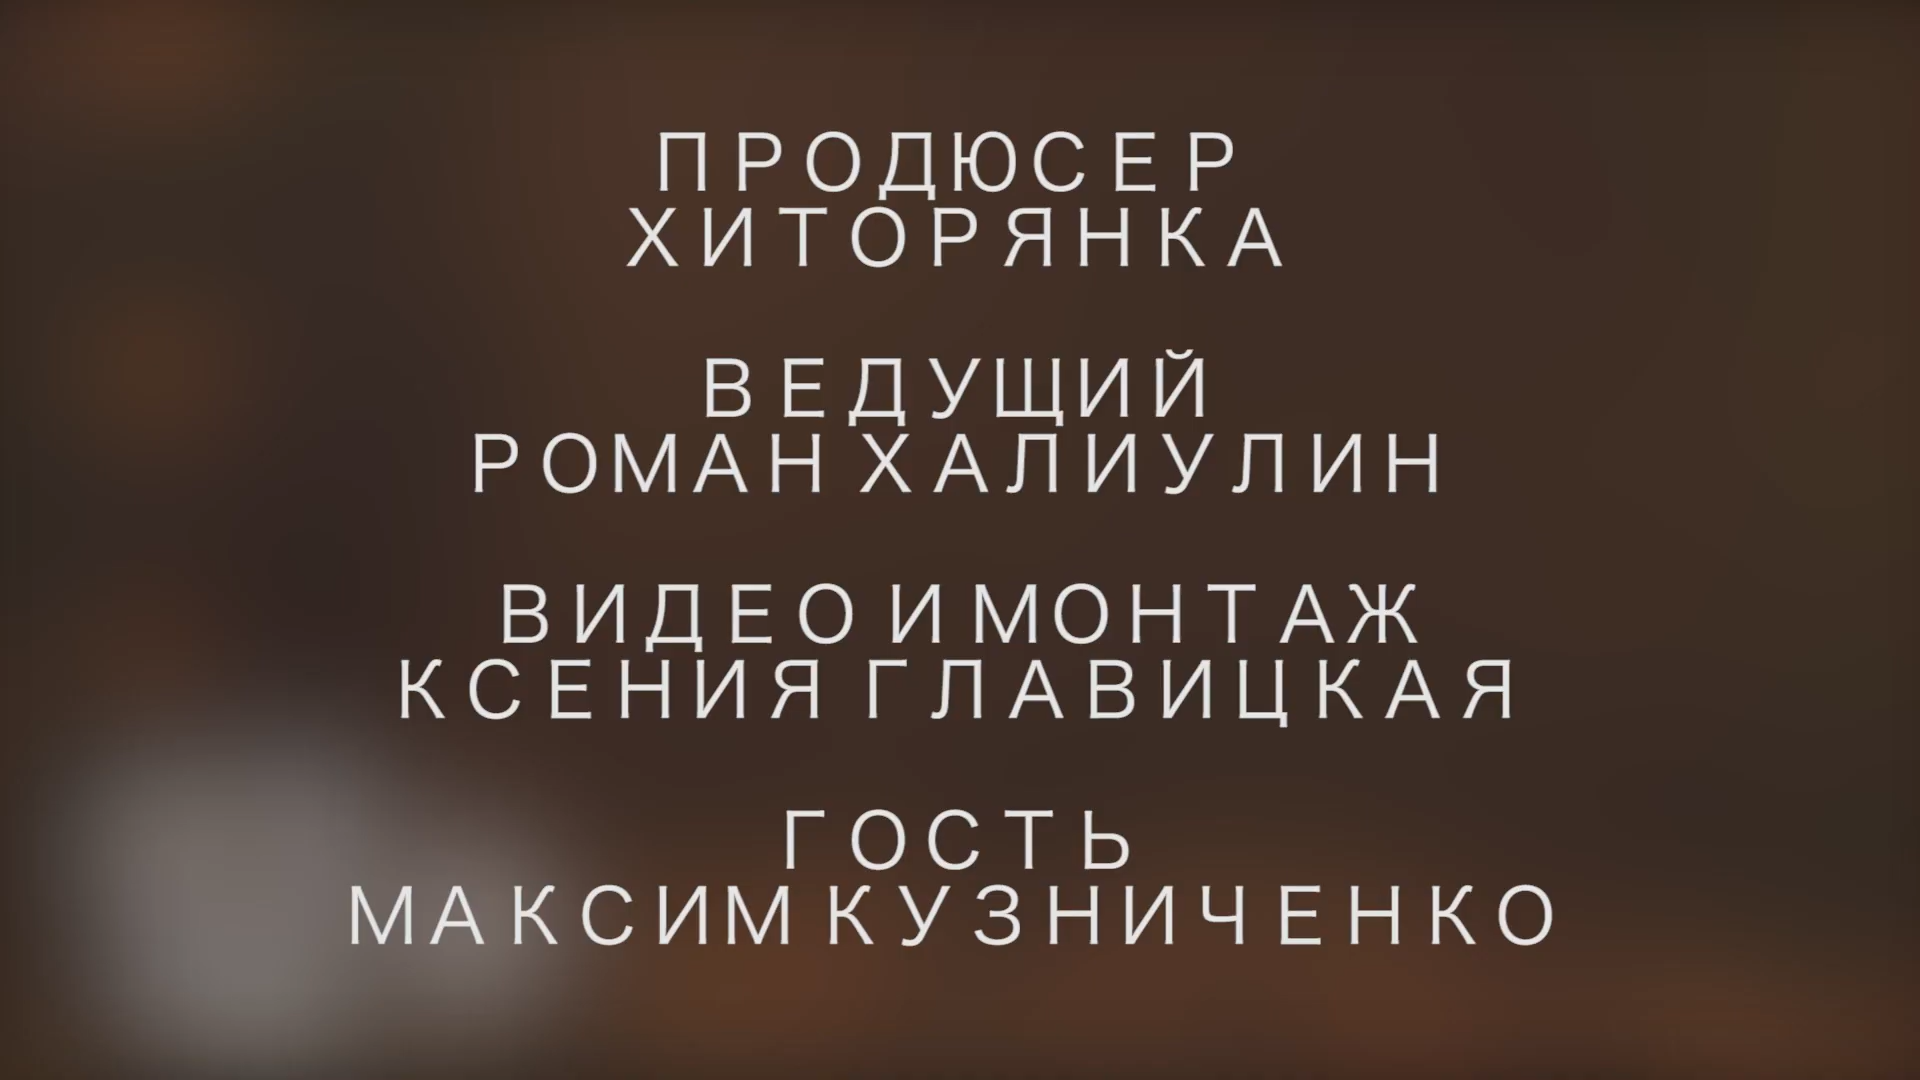 ПРОДЮСЕР
ХИТОРЯНКА
ВЕДУЩИЙ
РОМАН ХАЛИУЛИН
ВИДЕО И МОНТАЖ
КСЕНИЯ ГЛАВИЦКАЯ
ГОСТЬ
МАКСИМ КУЗНИЧЕНКО